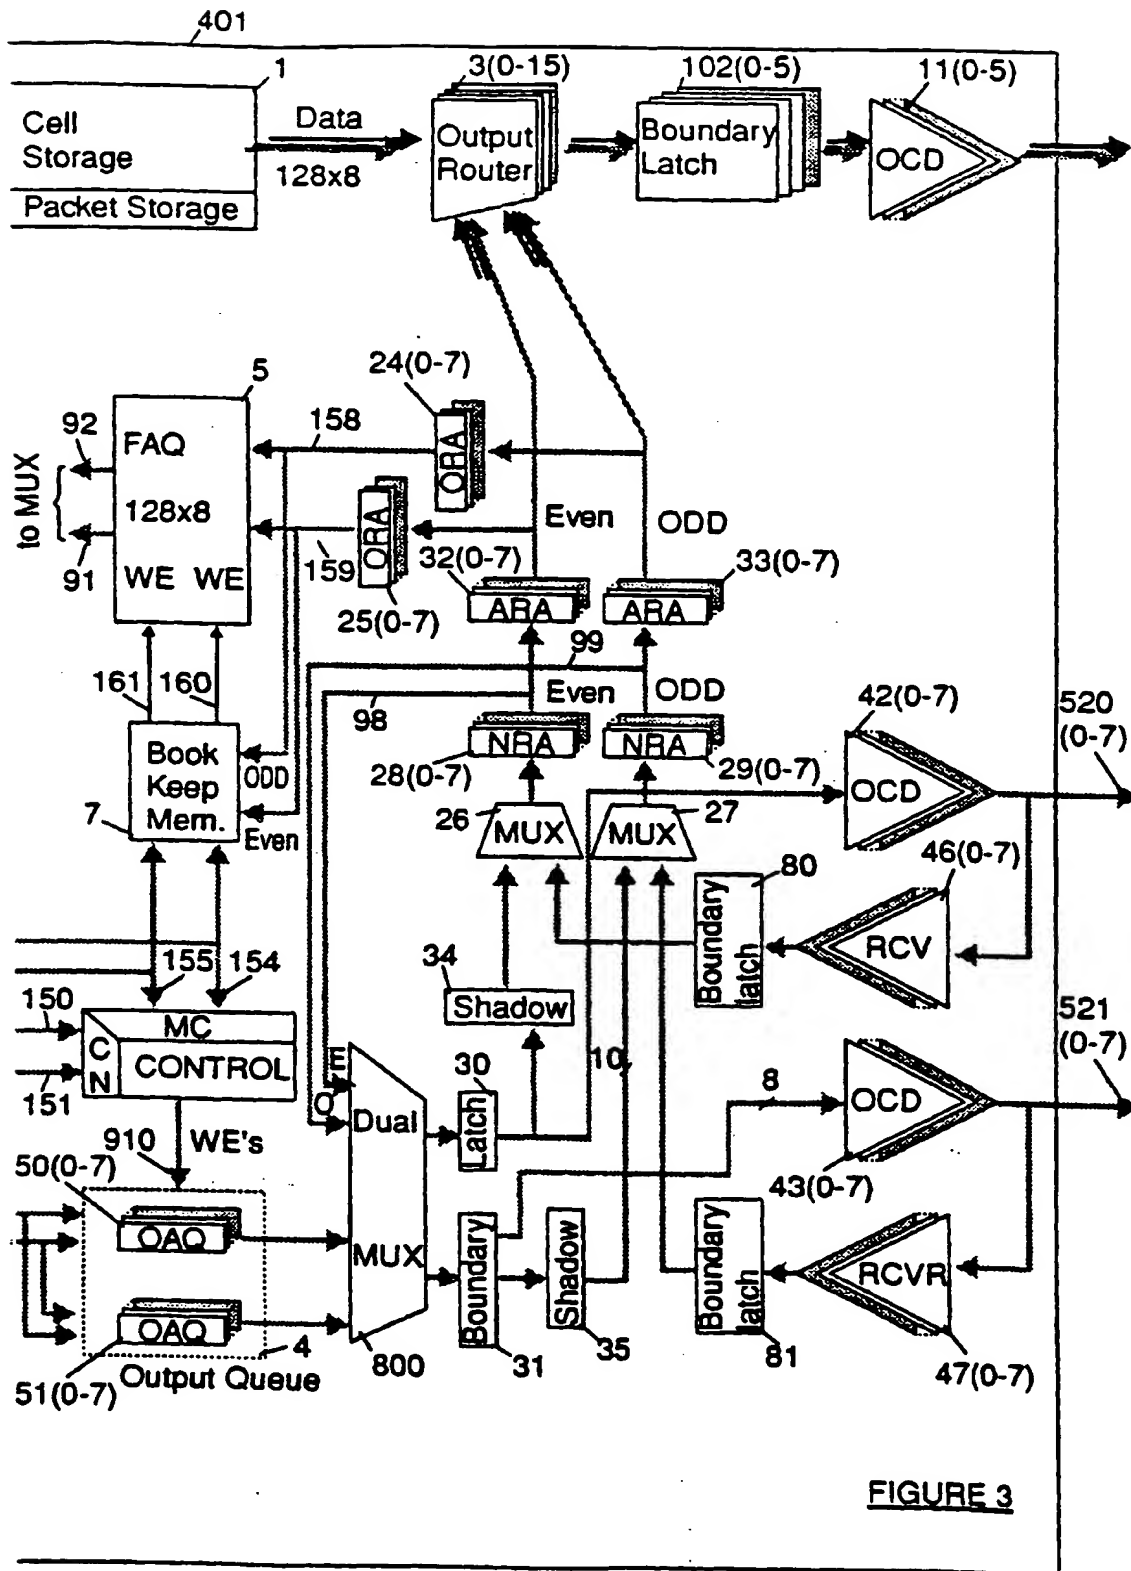 401
1
3(0-15)
102(0-5)
11(0-5)
Cell
Storage
Packet Storage
Data
128x8
Output
Router
Boundary
Latch
OCD
24(0-7)
5
92
158
FAQ
ORA
to MUX
128x8
Even
ODD
91
WE WE
159
ORA
32(0-7)
33(0-7)
25(0-7)
ARA
ARA
99
161
160
Even
ODD
98
42(0-7)
520
(0-7)
Book
Keep
Mem.
ODD
NRA
NRA
28(0-7)
29(0-7)
OCD
7
Even
26
27
MUX
MUX
80
46(0-7)
Boundary
latch
RCV
155
154
34
150
Shadow
521
(0-7)
MC
C
N
CONTROL
151
E
O
30
10
8
OCD
Dual
Latch
910
WE's
50(0-7)
43(0-7)
OAQ
MUX
Boundary
Shadow
Boundary
latch
RCVR
OAQ
4
800
31
35
81
47(0-7)
51(0-7)
Output Queue
FIGURE 3